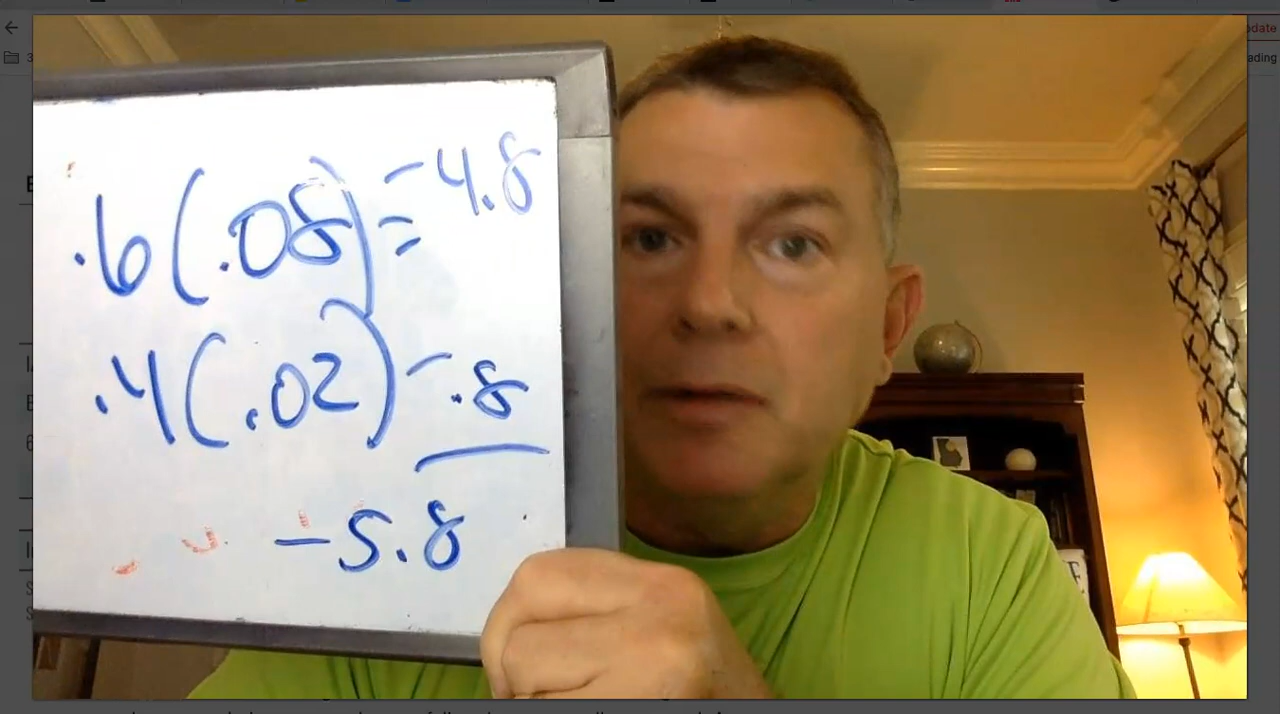 .6(.08) = -4.8
.4(.02) -.8
-5.8